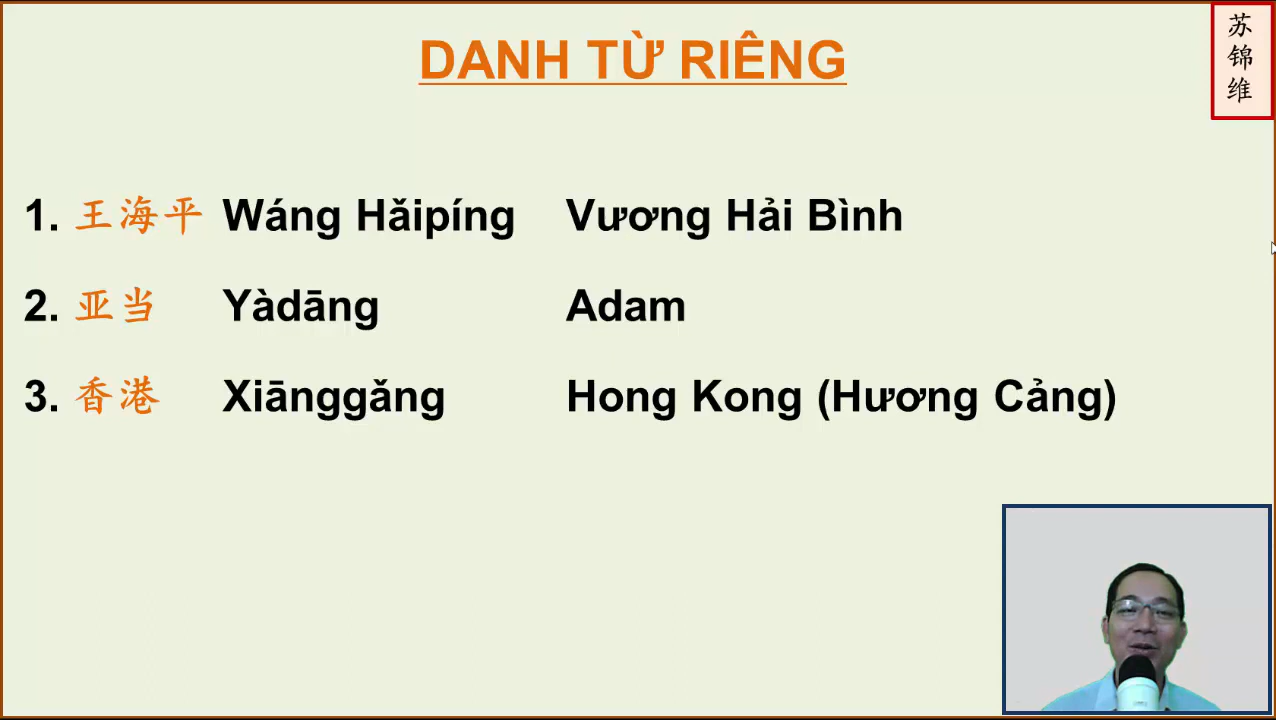 DANH TỪ RIÊNG
苏
锦
维
1. 王海平 Wáng Hǎipíng Vương Hải Bình
2. 亚当 Yàdāng Adam
3. 香港 Xiānggǎng Hong Kong (Hương Cảng)